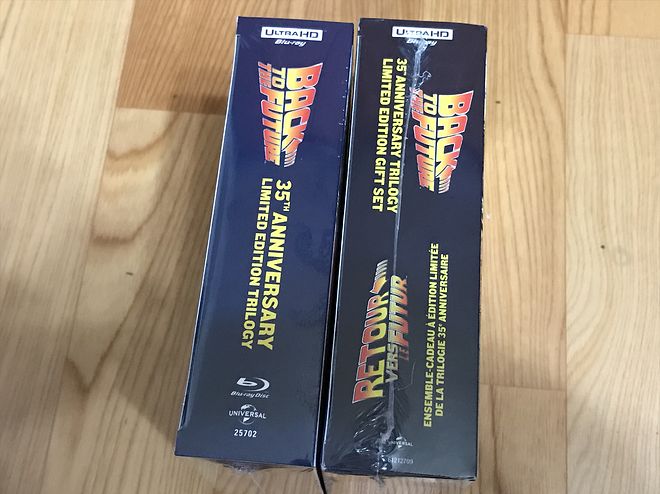 ULTRA HD
Blu-ray
BACK
TO THE
FUTURE
35TH ANNIVERSARY
LIMITED EDITION TRILOGY
Blu-ray Disc
UNIVERSAL
25702
ULTRA HD
Blu-ray
BACK
TO THE
FUTURE
35th ANNIVERSARY TRILOGY
LIMITED EDITION GIFT SET
RETOUR
VERS LE
FUTUR
ENSEMBLE-CADEAU À ÉDITION LIMITÉE
DE LA TRILOGIE 35e ANNIVERSAIRE
UNIVERSAL
61212709